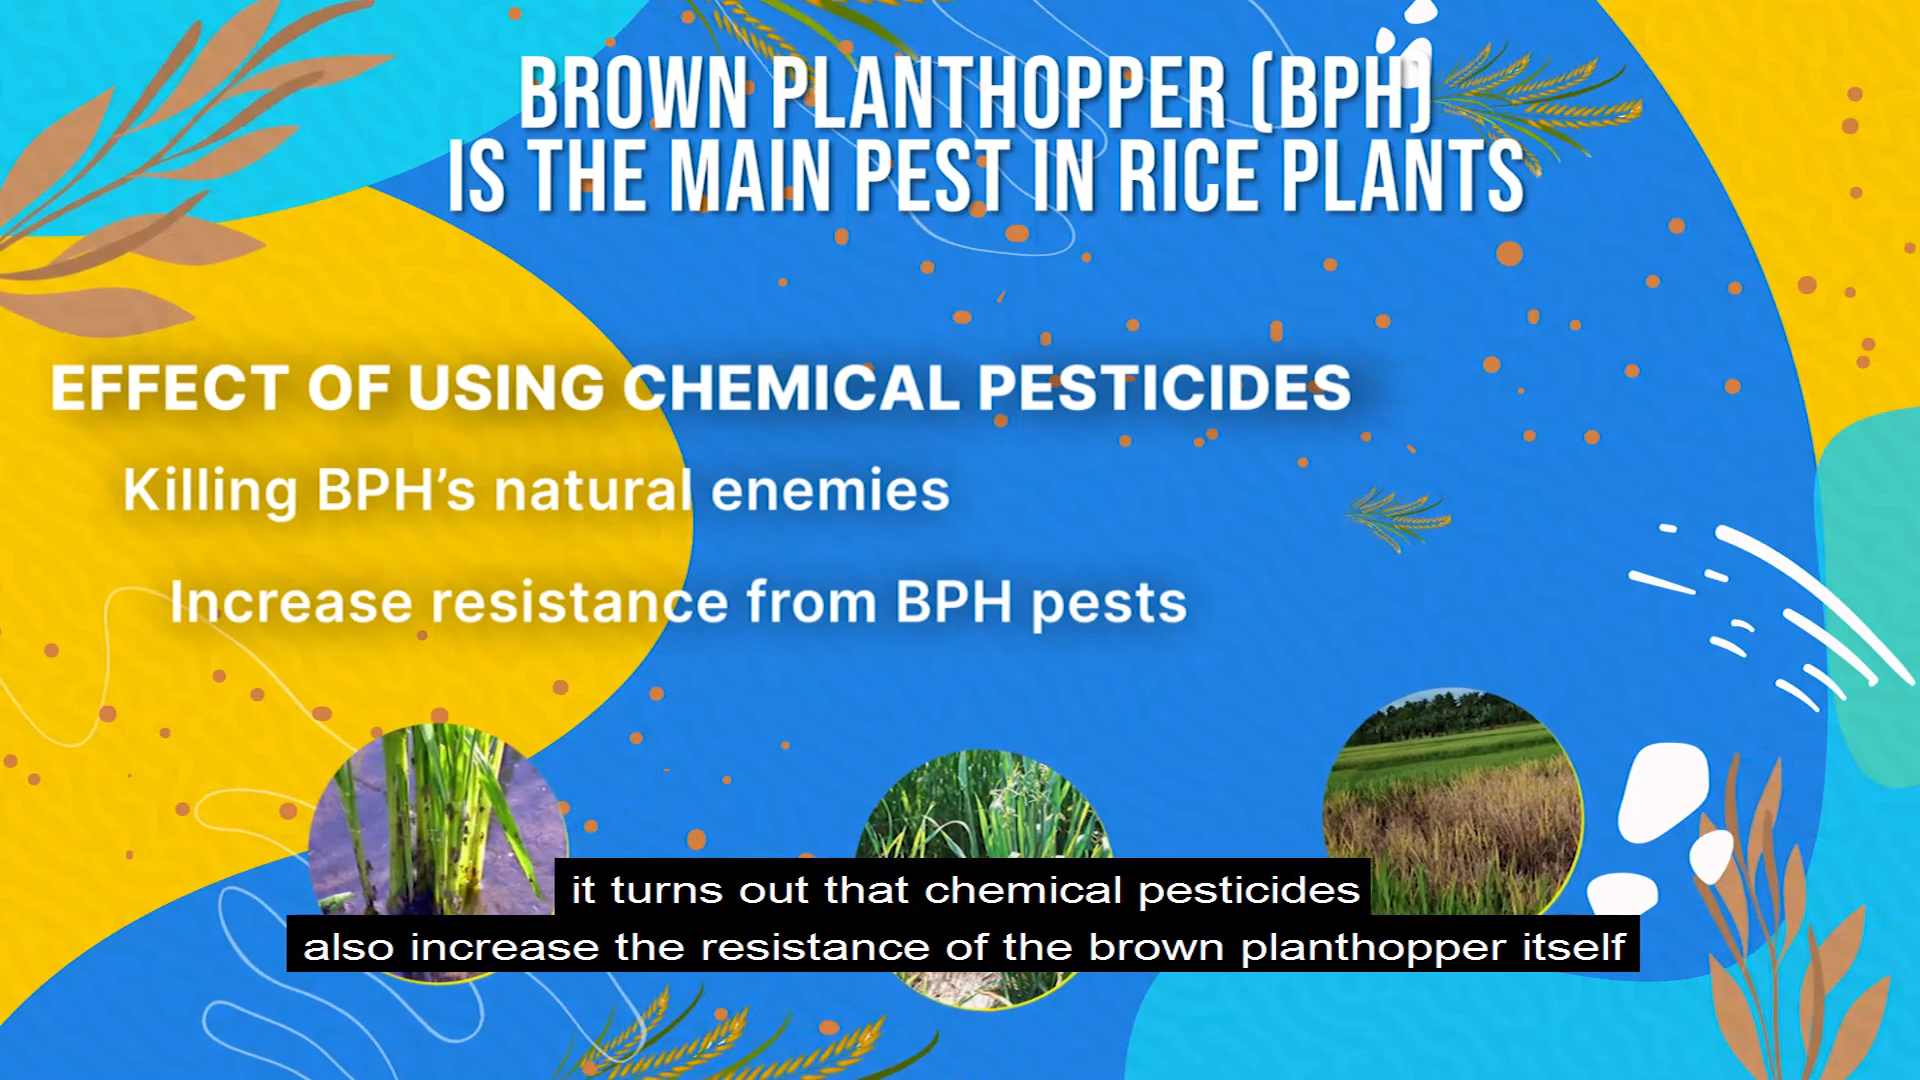 BROWN PLANTHOPPER (BPH)
IS THE MAIN PEST IN RICE PLANTS
EFFECT OF USING CHEMICAL PESTICIDES
Killing BPH’s natural enemies
Increase resistance from BPH pests
it turns out that chemical pesticides
also increase the resistance of the brown planthopper itself